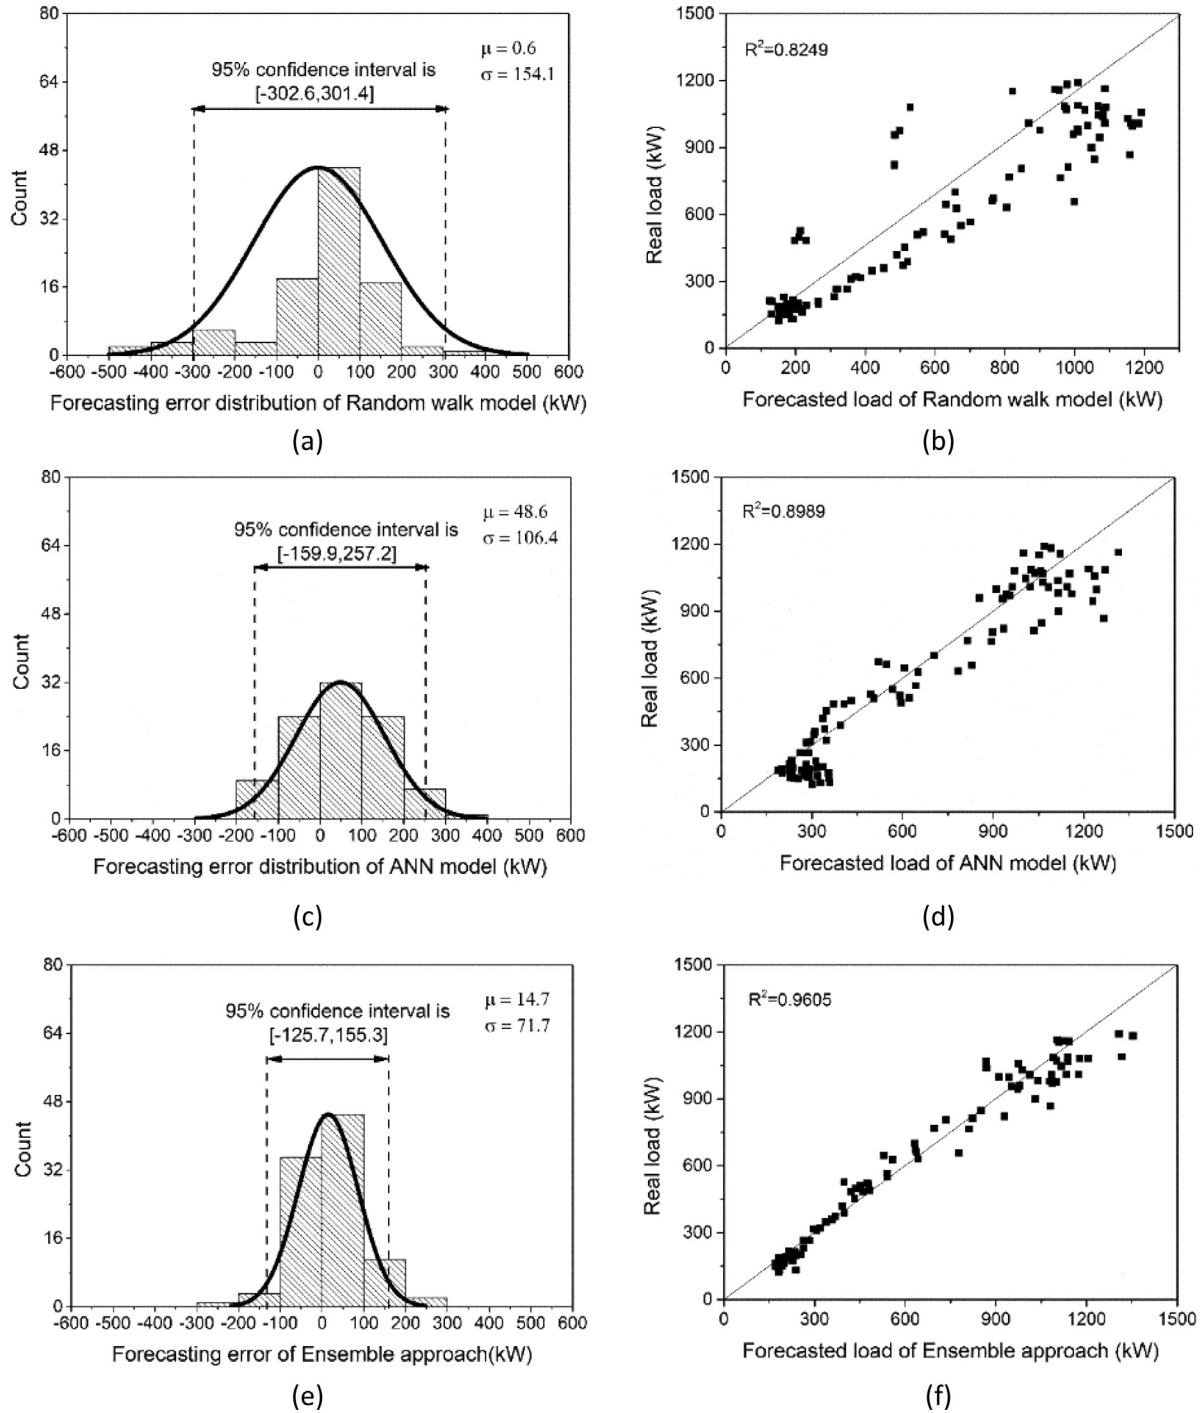 80
64
48
32
16
0
Count
95% confidence interval is
[-302.6,301.4]
μ = 0.6
σ = 154.1
-600 -500 -400 -300 -200 -100 0 100 200 300 400 500 600
Forecasting error distribution of Random walk model (kW)
(a)
1500
1200
900
600
300
0
Real load (kW)
R²=0.8249
0 200 400 600 800 1000 1200
Forecasted load of Random walk model (kW)
(b)
80
64
48
32
16
0
Count
95% confidence interval is
[-159.9,257.2]
μ = 48.6
σ = 106.4
-600 -500 -400 -300 -200 -100 0 100 200 300 400 500 600
Forecasting error distribution of ANN model (kW)
(c)
1500
1200
900
600
300
0
Real load (kW)
R²=0.8989
0 300 600 900 1200 1500
Forecasted load of ANN model (kW)
(d)
80
64
48
32
16
0
Count
95% confidence interval is
[-125.7,155.3]
μ = 14.7
σ = 71.7
-600 -500 -400 -300 -200 -100 0 100 200 300 400 500 600
Forecasting error of Ensemble approach(kW)
(e)
1500
1200
900
600
300
0
Real load (kW)
R²=0.9605
0 300 600 900 1200 1500
Forecasted load of Ensemble approach (kW)
(f)